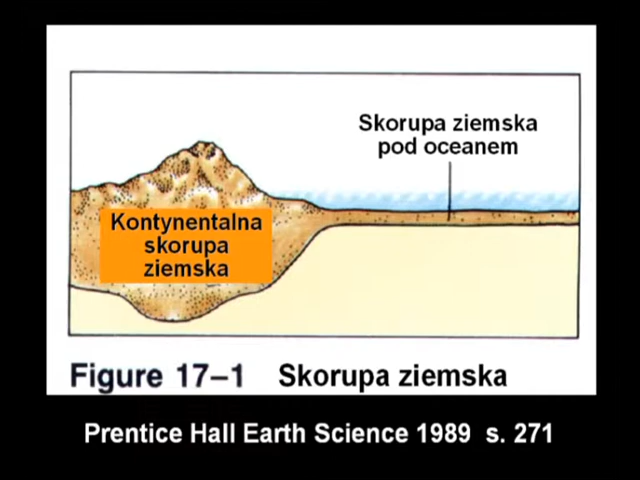 Skorupa ziemska
pod oceanem
Kontynentalna
skorupa
ziemska
Figure 17–1 Skorupa ziemska
Prentice Hall Earth Science 1989 s. 271